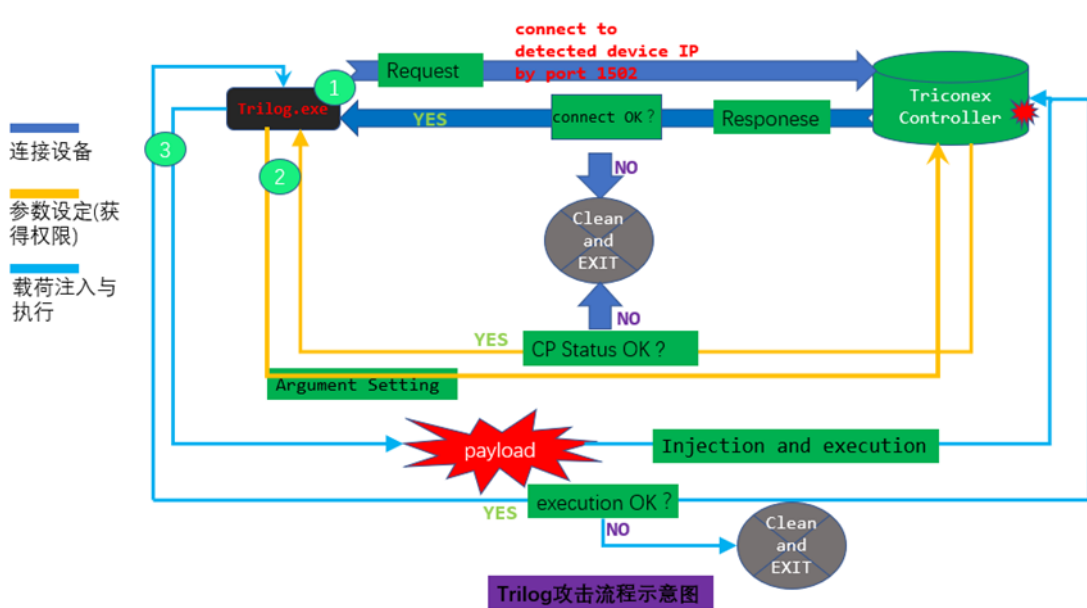 connect to
detected device IP
by port 1502
Request
1
Trilog.exe
YES
connect OK？
Responese
Triconex
Controller
连接设备
3
2
NO
参数设定(获
得权限)
Clean
and
EXIT
载荷注入与
执行
NO
YES
CP Status OK？
Argument Setting
payload
Injection and execution
execution OK？
YES
NO
Clean
and
EXIT
Trilog攻击流程示意图